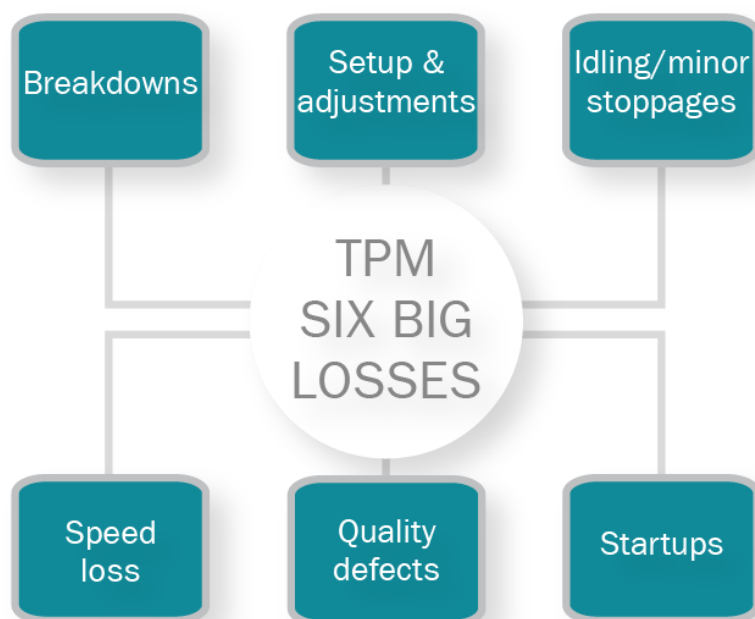 Breakdowns
Setup &
adjustments
Idling/minor
stoppages
TPM
SIX BIG
LOSSES
Speed
loss
Quality
defects
Startups